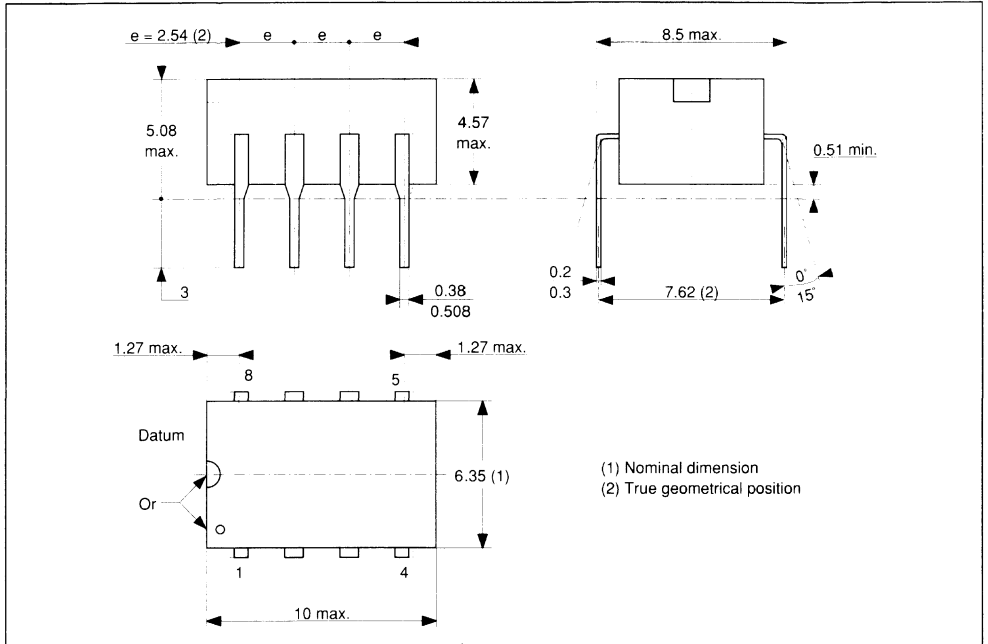 e = 2.54 (2)
e
e
e
8.5 max.
5.08
max.
4.57
max.
0.51 min.
3
0.38
0.508
0.2
0.3
7.62 (2)
0°
15°
1.27 max.
1.27 max.
8
5
Datum
6.35 (1)
Or
(1) Nominal dimension
(2) True geometrical position
1
4
10 max.